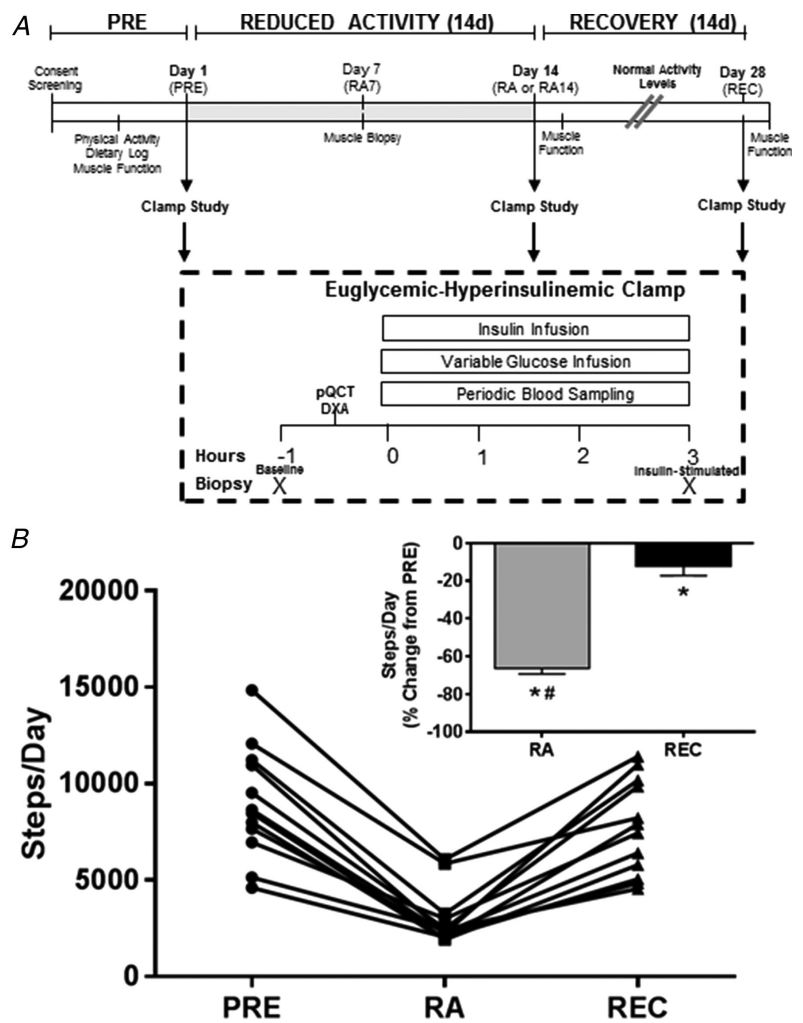 A
PRE REDUCED ACTIVITY (14d) RECOVERY (14d)
Consent
Screening
Day 1
(PRE)
Day 7
(RA7)
Day 14
(RA or RA14)
Normal Activity
Levels
Day 28
(REC)
Physical Activity
Dietary Log
Muscle Function
Muscle Biopsy
Muscle
Function
Muscle
Function
Clamp Study Clamp Study Clamp Study
Euglycemic-Hyperinsulinemic Clamp
Insulin Infusion
Variable Glucose Infusion
Periodic Blood Sampling
pQCT
DXA
Hours -1 0 1 2 3
Baseline Insulin-Stimulated
Biopsy X X
B
Steps/Day
(% Change from PRE)
0
-20
-40
-60
-80
-100
* #
*
RA REC
Steps/Day
20000
15000
10000
5000
0
PRE RA REC